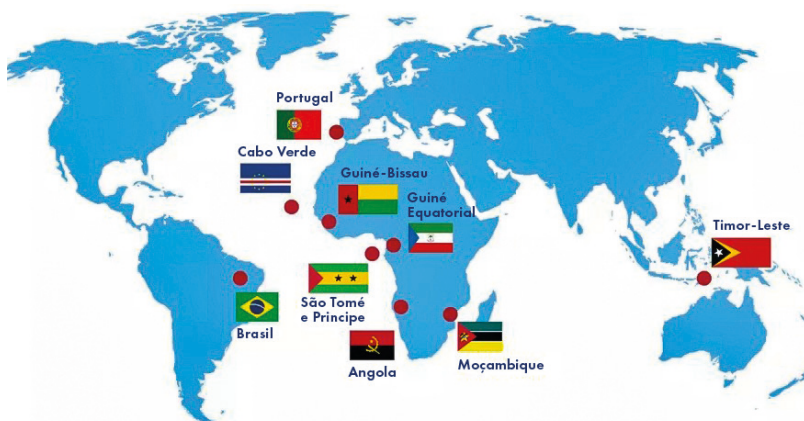 Portugal
Cabo Verde
Guiné-Bissau
Guiné
Equatorial
Timor-Leste
São Tomé
e Principe
Brasil
Angola
Moçambique